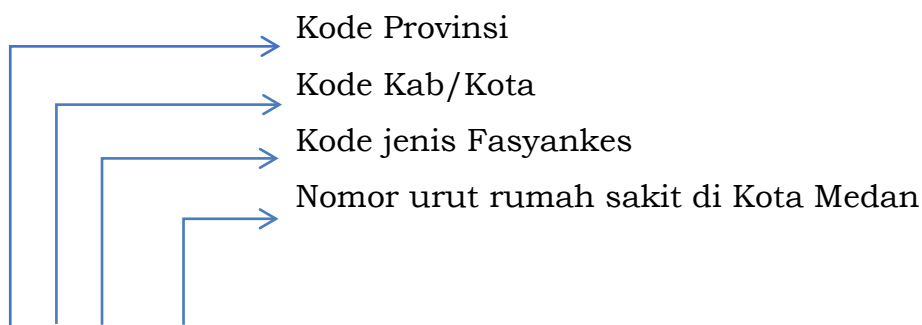 Kode Provinsi
Kode Kab/Kota
Kode jenis Fasyankes
Nomor urut rumah sakit di Kota Medan